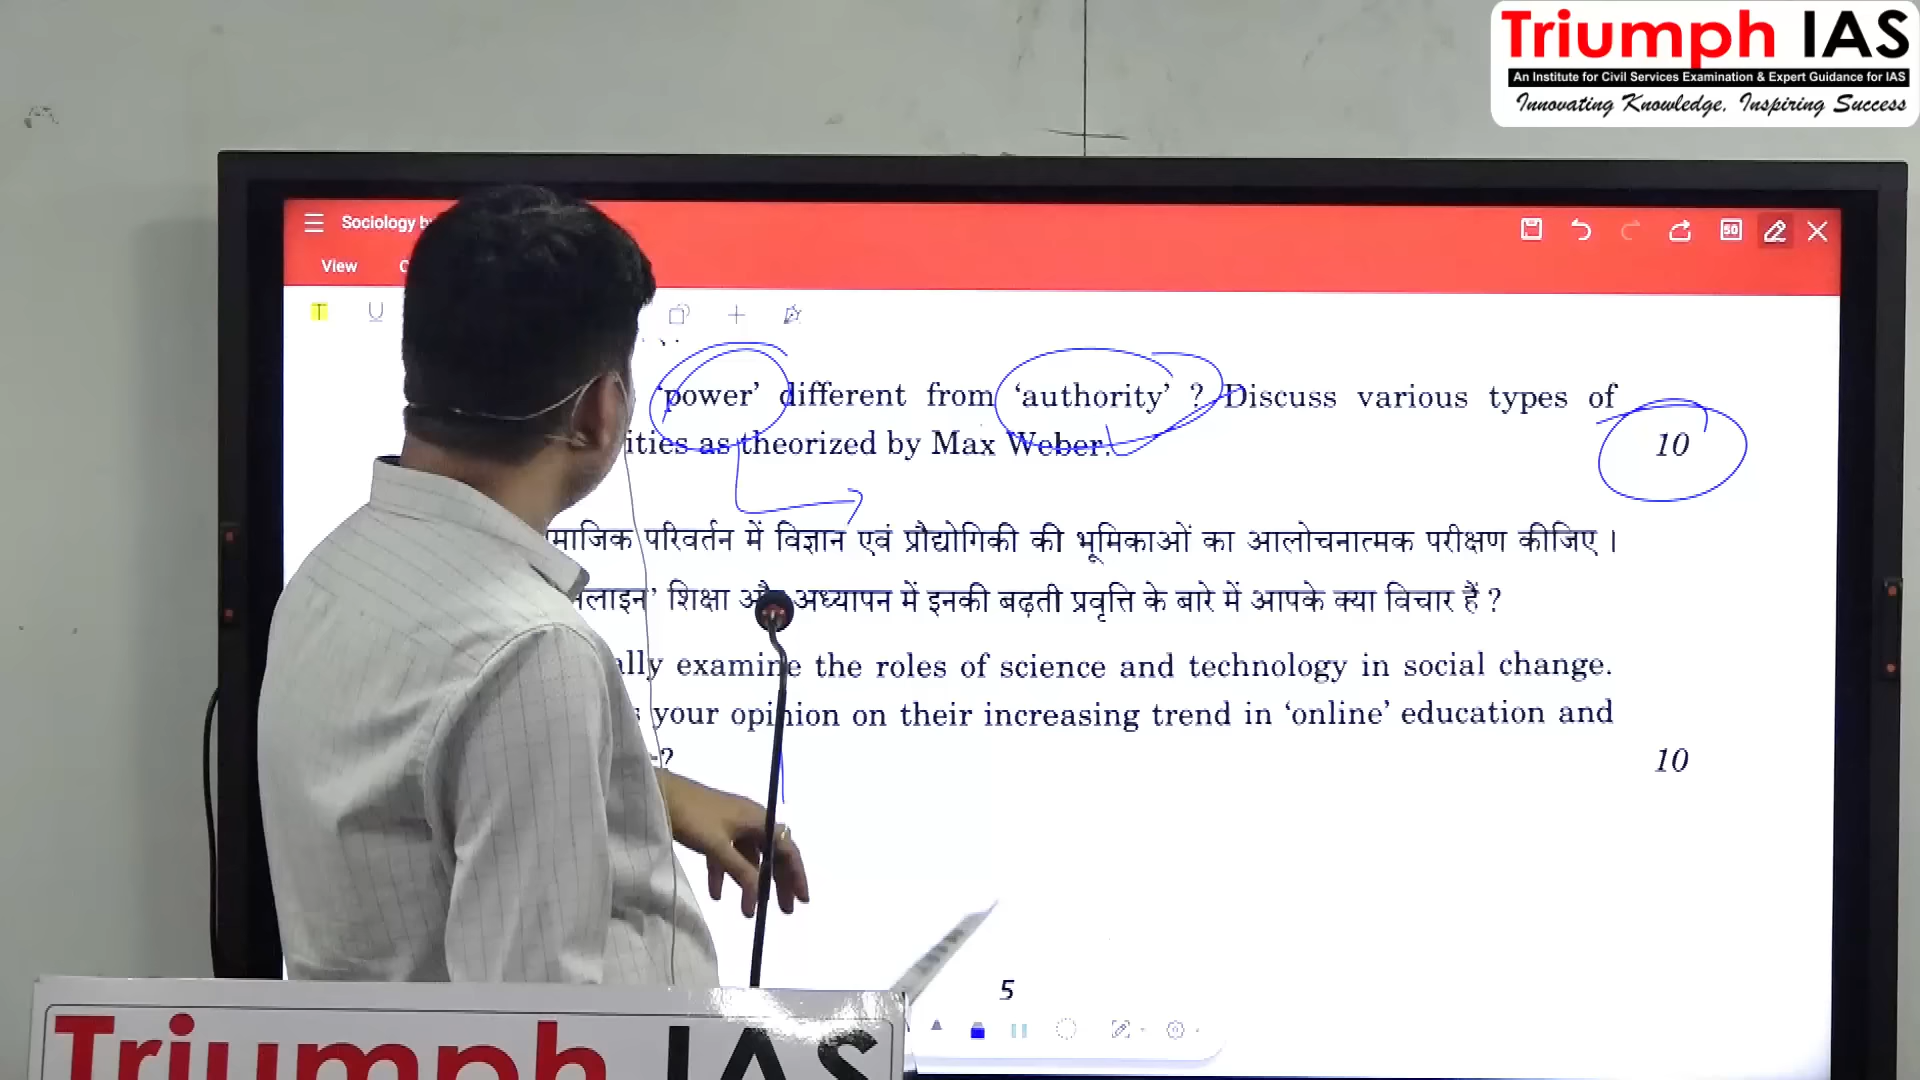 Triumph IAS
An Institute for Civil Services Examination & Expert Guidance for IAS
Innovating Knowledge, Inspiring Success
Sociology
View
T U
50
'power' different from 'authority' ? Discuss various types of
ities as theorized by Max Weber.
10
माजिक परिवर्तन में विज्ञान एवं प्रौद्योगिकी की भूमिकाओं का आलोचनात्मक परीक्षण कीजिए ।
लाइन' शिक्षा और अध्यापन में इनकी बढ़ती प्रवृत्ति के बारे में आपके क्या विचार हैं ?
ally examine the roles of science and technology in social change.
your opinion on their increasing trend in 'online' education and
?
10
5
Triumph IAS